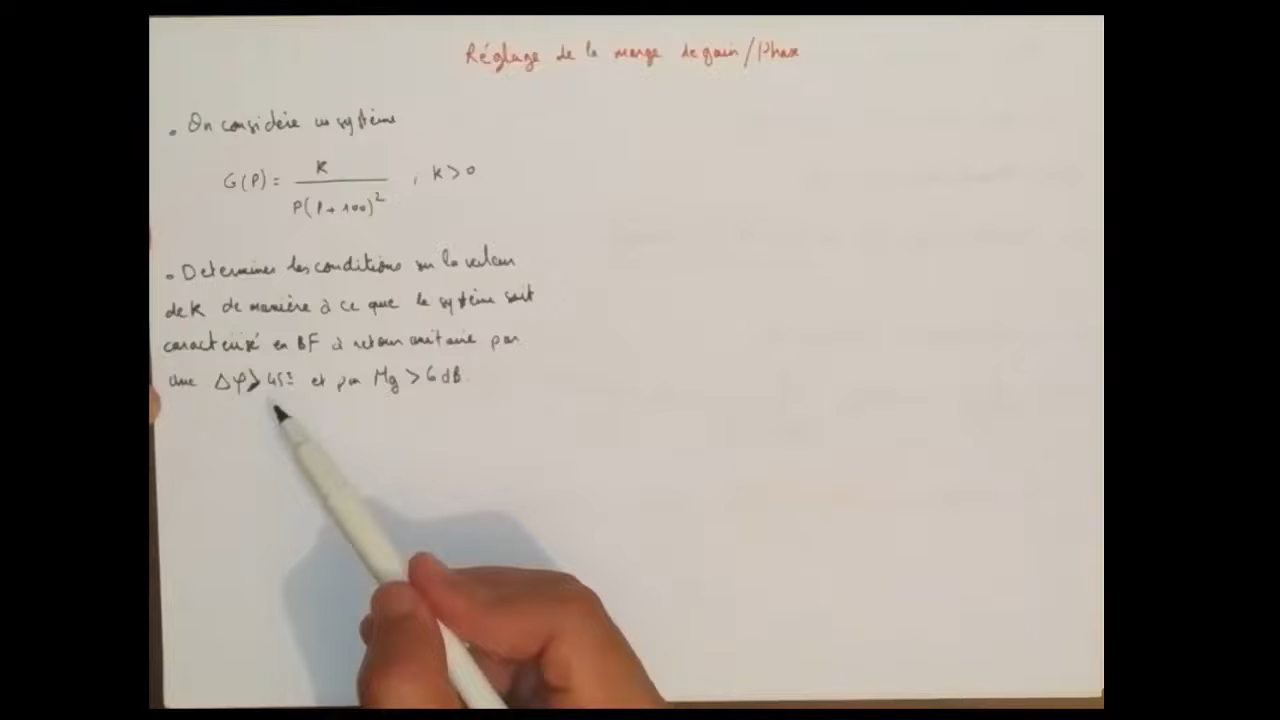 Réglage de la marge de gain/Phase
. On considère un système
G(P) = K / P(P+100)² , K>0
. Determiner les conditions sur la valeur
de K de manière à ce que le système soit
caracterisé en BF à retour unitaire par
une Δφ > 45° et par Mg > 6 dB.